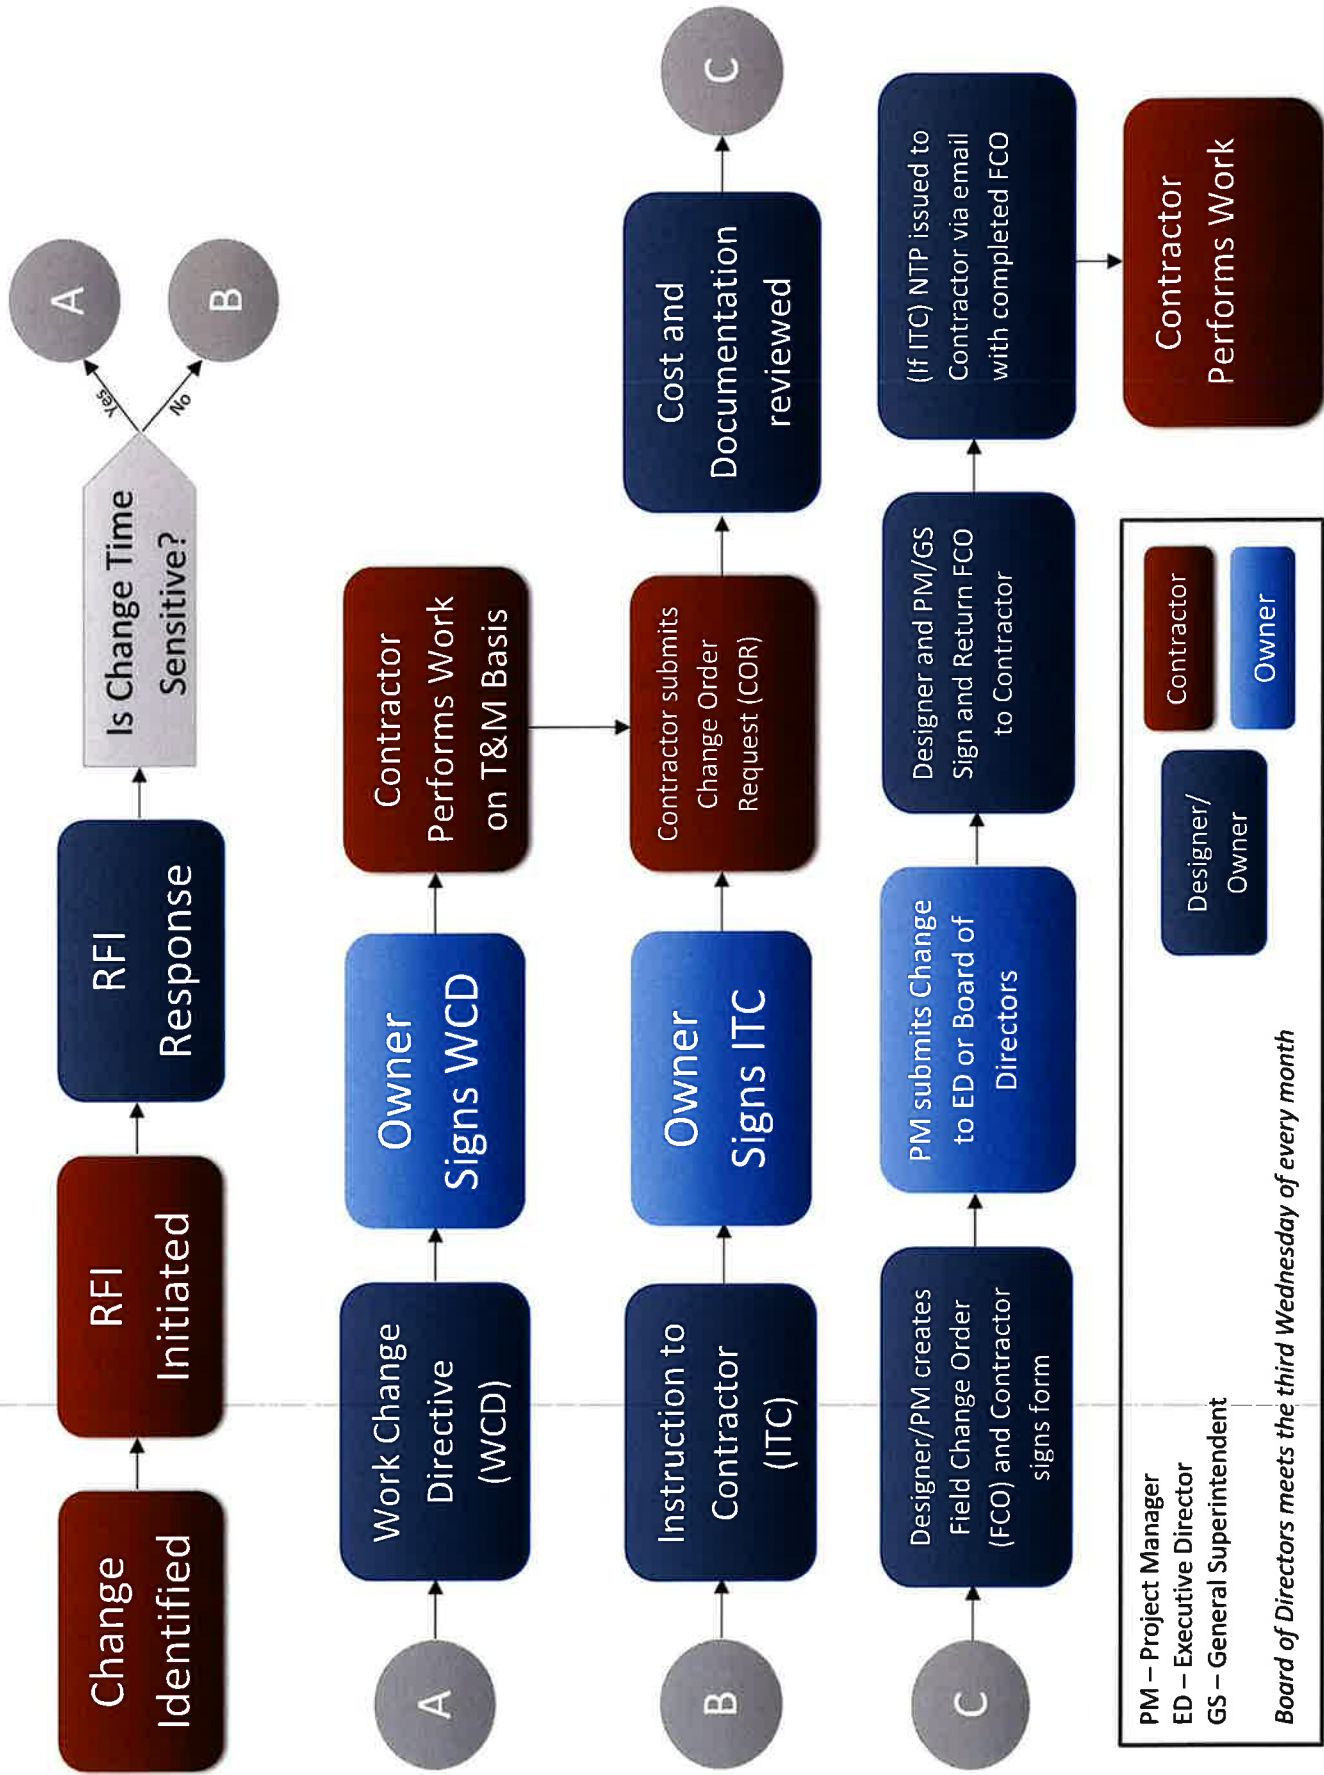 Change
Identified
RFI
Initiated
RFI
Response
Is Change Time
Sensitive?
Yes
No
A
B
A
Work Change
Directive
(WCD)
Owner
Signs WCD
Contractor
Performs Work
on T&M Basis
B
Instruction to
Contractor
(ITC)
Owner
Signs ITC
Contractor submits
Change Order
Request (COR)
Cost and
Documentation
reviewed
C
C
Designer/PM creates
Field Change Order
(FCO) and Contractor
signs form
PM submits Change
to ED or Board of
Directors
Designer and PM/GS
Sign and Return FCO
to Contractor
(If ITC) NTP issued to
Contractor via email
with completed FCO
Contractor
Performs Work
PM – Project Manager
ED – Executive Director
GS – General Superintendent
Board of Directors meets the third Wednesday of every month
Designer/
Owner
Contractor
Owner